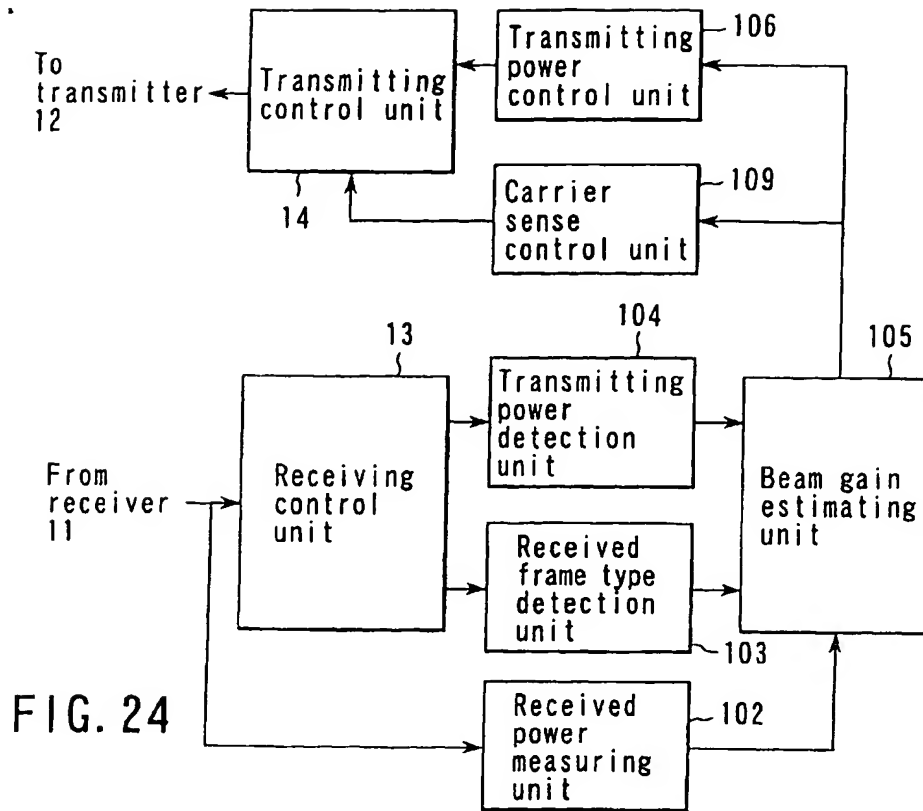 106
To
transmitter
12
Transmitting
control unit
Transmitting
power
control unit
14
109
Carrier
sense
control unit
13
104
105
Transmitting
power
detection
unit
From
receiver
11
Receiving
control
unit
Beam gain
estimating
unit
Received
frame type
detection
unit
103
FIG. 24
Received
power
measuring
unit
102